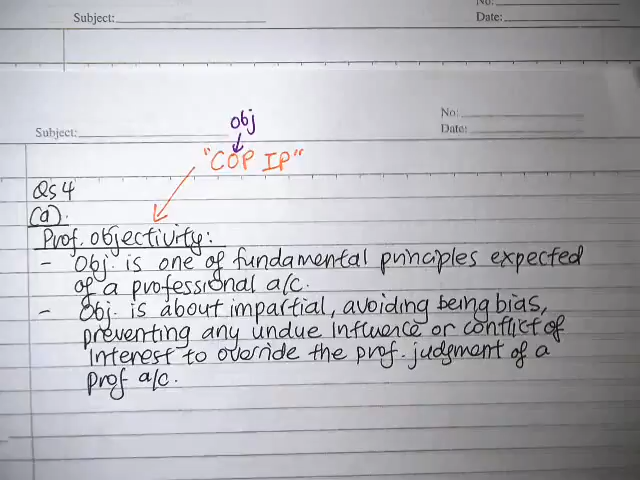 No:
Subject:
Date:
obj
No:
Subject:
Date:
"COP IP"
Qs 4
(a).
Prof. objectivity:
- Obj. is one of fundamental principles expected
of a professional a/c.
- Obj. is about impartial, avoiding being bias,
preventing any undue influence or conflict of
interest to override the prof. judgment of a
prof a/c.